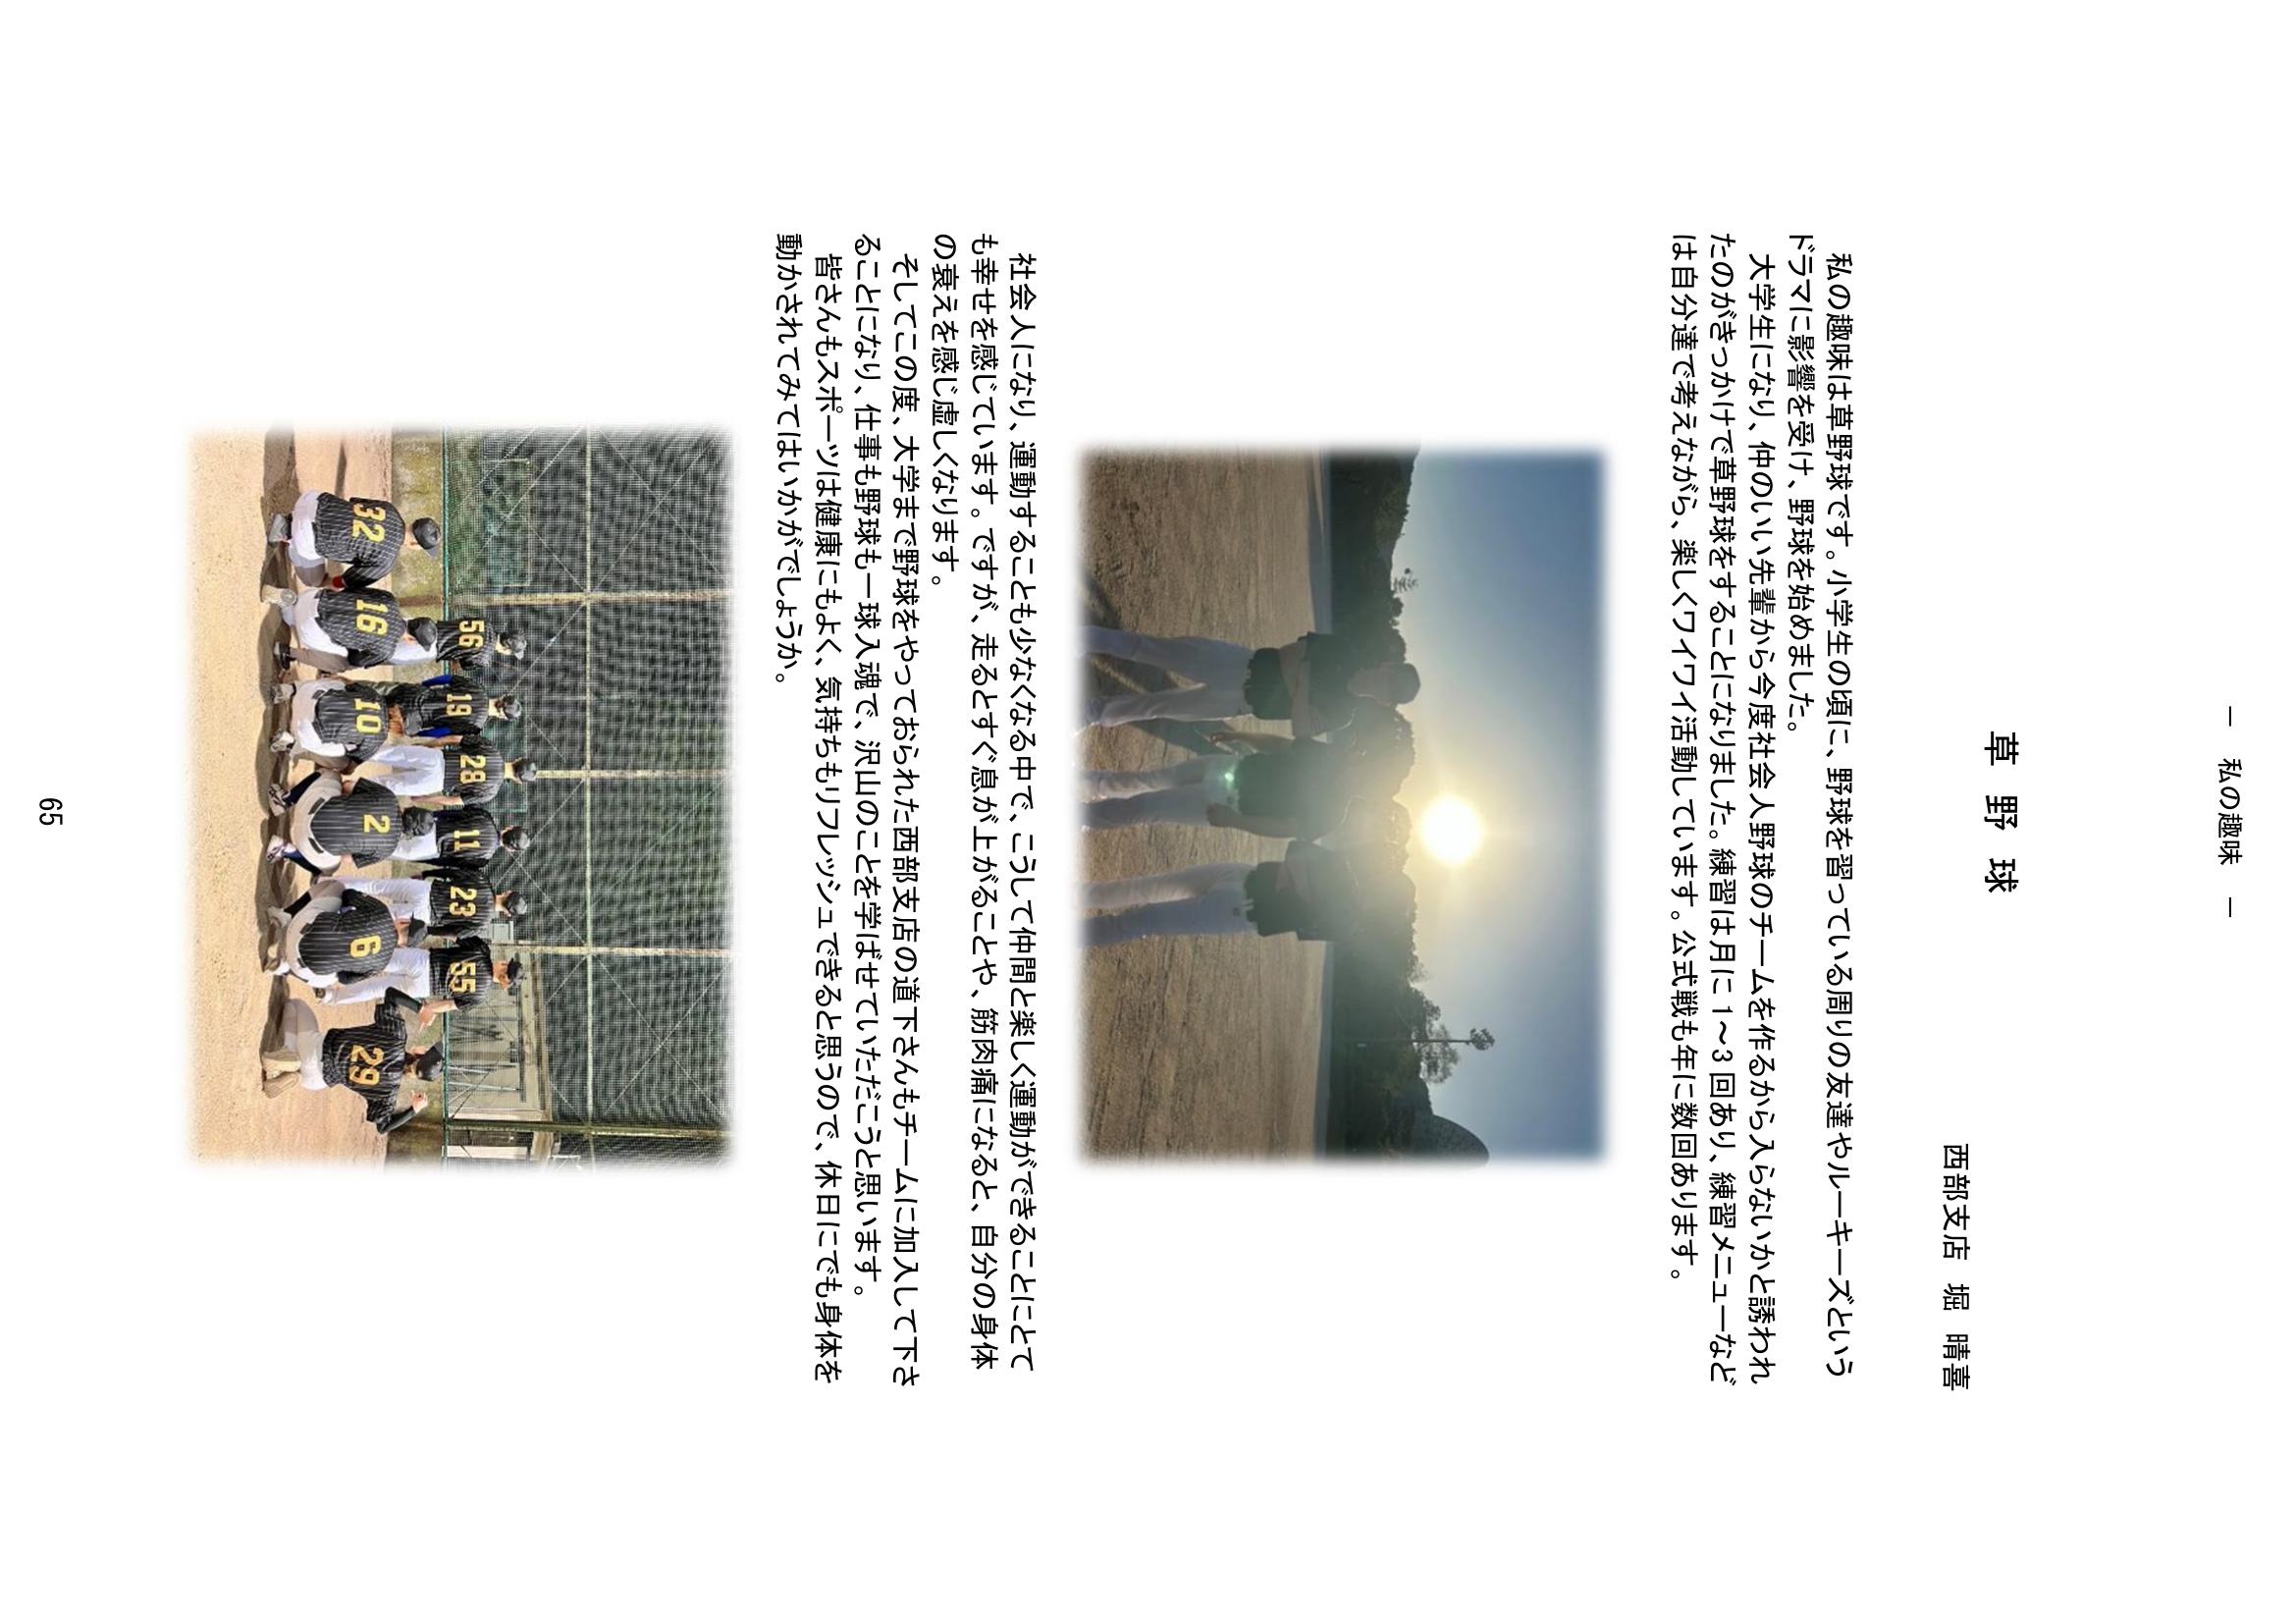 ― 私の趣味 ―
草 野 球
西部支店 堀 晴喜
私の趣味は草野球です。小学生の頃に、野球を習っている周りの友達やルーキーズという
ドラマに影響を受け、野球を始めました。
大学生になり、仲のいい先輩から今度社会人野球のチームを作るから入らないかと誘われ
たのがきっかけで草野球をすることになりました。練習は月に1～3回あり、練習メニューなど
は自分達で考えながら、楽しくワイワイ活動しています。公式戦も年に数回あります。
社会人になり、運動することも少なくなる中で、こうして仲間と楽しく運動ができることにとて
も幸せを感じています。ですが、走るとすぐ息が上がることや、筋肉痛になると、自分の身体
の衰えを感じ虚しくなります。
そしてこの度、大学まで野球をやっておられた西部支店の道下さんもチームに加入して下さ
ることになり、仕事も野球も一球入魂で、沢山のことを学ばせていただこうと思います。
皆さんもスポーツは健康にもよく、気持ちもリフレッシュできると思うので、休日にでも身体を
動かされてみてはいかがでしょうか。
56 19 28 11 23 55
32 16 10 2 6 29
65